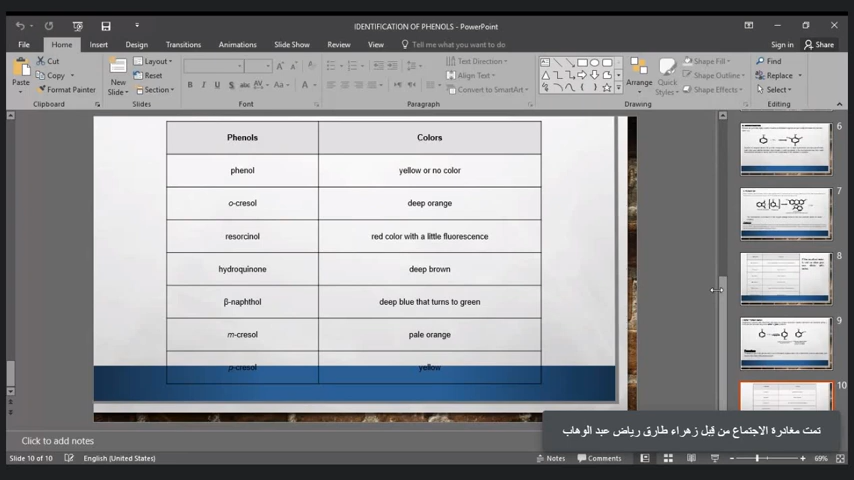 IDENTIFICATION OF PHENOLS - PowerPoint
File Home Insert Design Transitions Animations Slide Show Review View Tell me what you want to do Sign in Share
Paste Cut Copy Format Painter
New Slide Layout Reset Section
Text Direction Align Text Convert to SmartArt
Arrange Quick Styles Shape Fill Shape Outline Shape Effects
Find Replace Select
Clipboard Slides Font Paragraph Drawing Editing
Phenols Colors
phenol yellow or no color
o-cresol deep orange
resorcinol red color with a little fluorescence
hydroquinone deep brown
β-naphthol deep blue that turns to green
m-cresol pale orange
p-cresol yellow
6
7
8
9
10
تمت مغادرة الاجتماع من قِبل زهراء طارق رياض عبد الوهاب
Click to add notes
Slide 10 of 10 English (United States) Notes Comments 69%